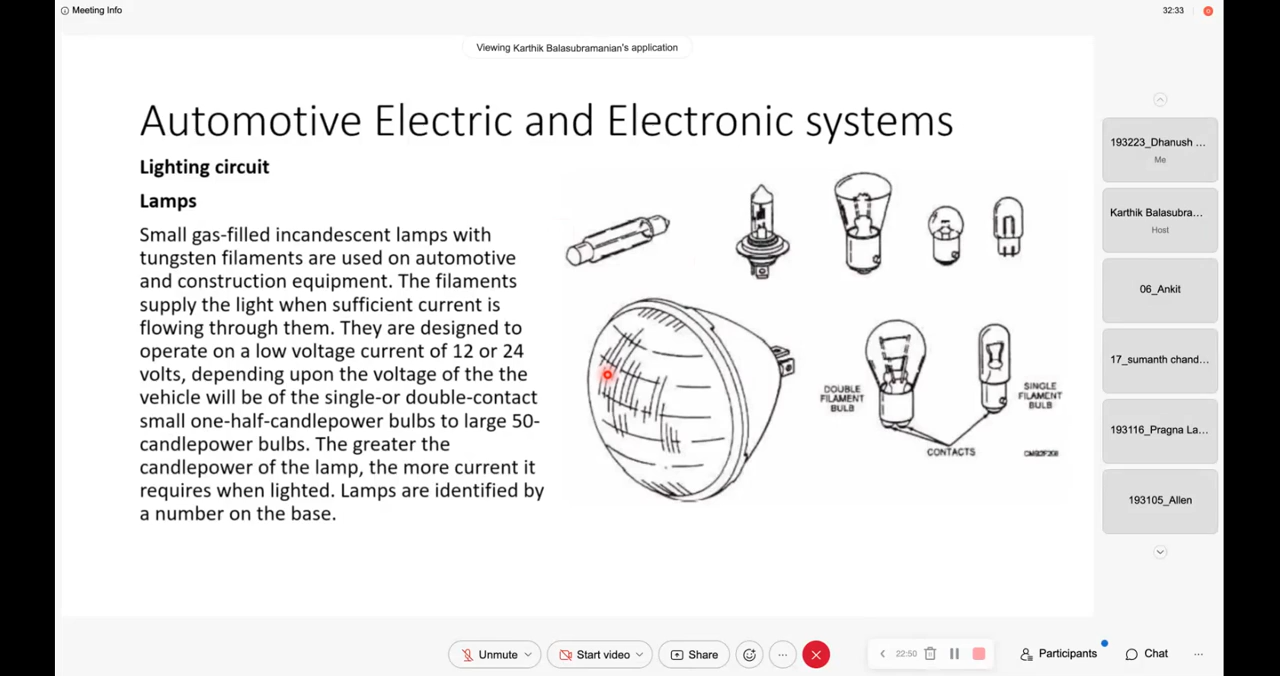 Meeting Info
32:33
Viewing Karthik Balasubramanian's application
Automotive Electric and Electronic systems
Lighting circuit
Lamps
Small gas-filled incandescent lamps with
tungsten filaments are used on automotive
and construction equipment. The filaments
supply the light when sufficient current is
flowing through them. They are designed to
operate on a low voltage current of 12 or 24
volts, depending upon the voltage of the the
vehicle will be of the single-or double-contact
small one-half-candlepower bulbs to large 50-
candlepower bulbs. The greater the
candlepower of the lamp, the more current it
requires when lighted. Lamps are identified by
a number on the base.
DOUBLE
FILAMENT
BULB
SINGLE
FILAMENT
BULB
CONTACTS
193223_Dhanush ...
Me
Karthik Balasubra...
Host
06_Ankit
17_sumanth chand...
193116_Pragna La...
193105_Allen
Unmute
Start video
Share
22:50
Participants
Chat